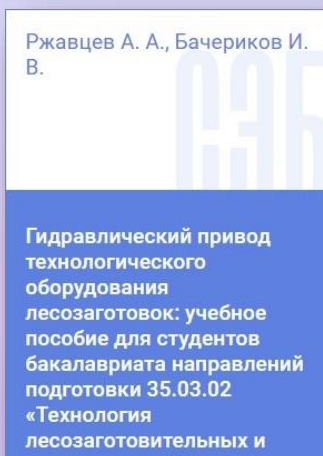 Ржавцев А. А., Бачериков И.
В.
СЭБ
Гидравлический привод
технологического
оборудования
лесозаготовок: учебное
пособие для студентов
бакалавриата направлений
подготовки 35.03.02
«Технология
лесозаготовительных и